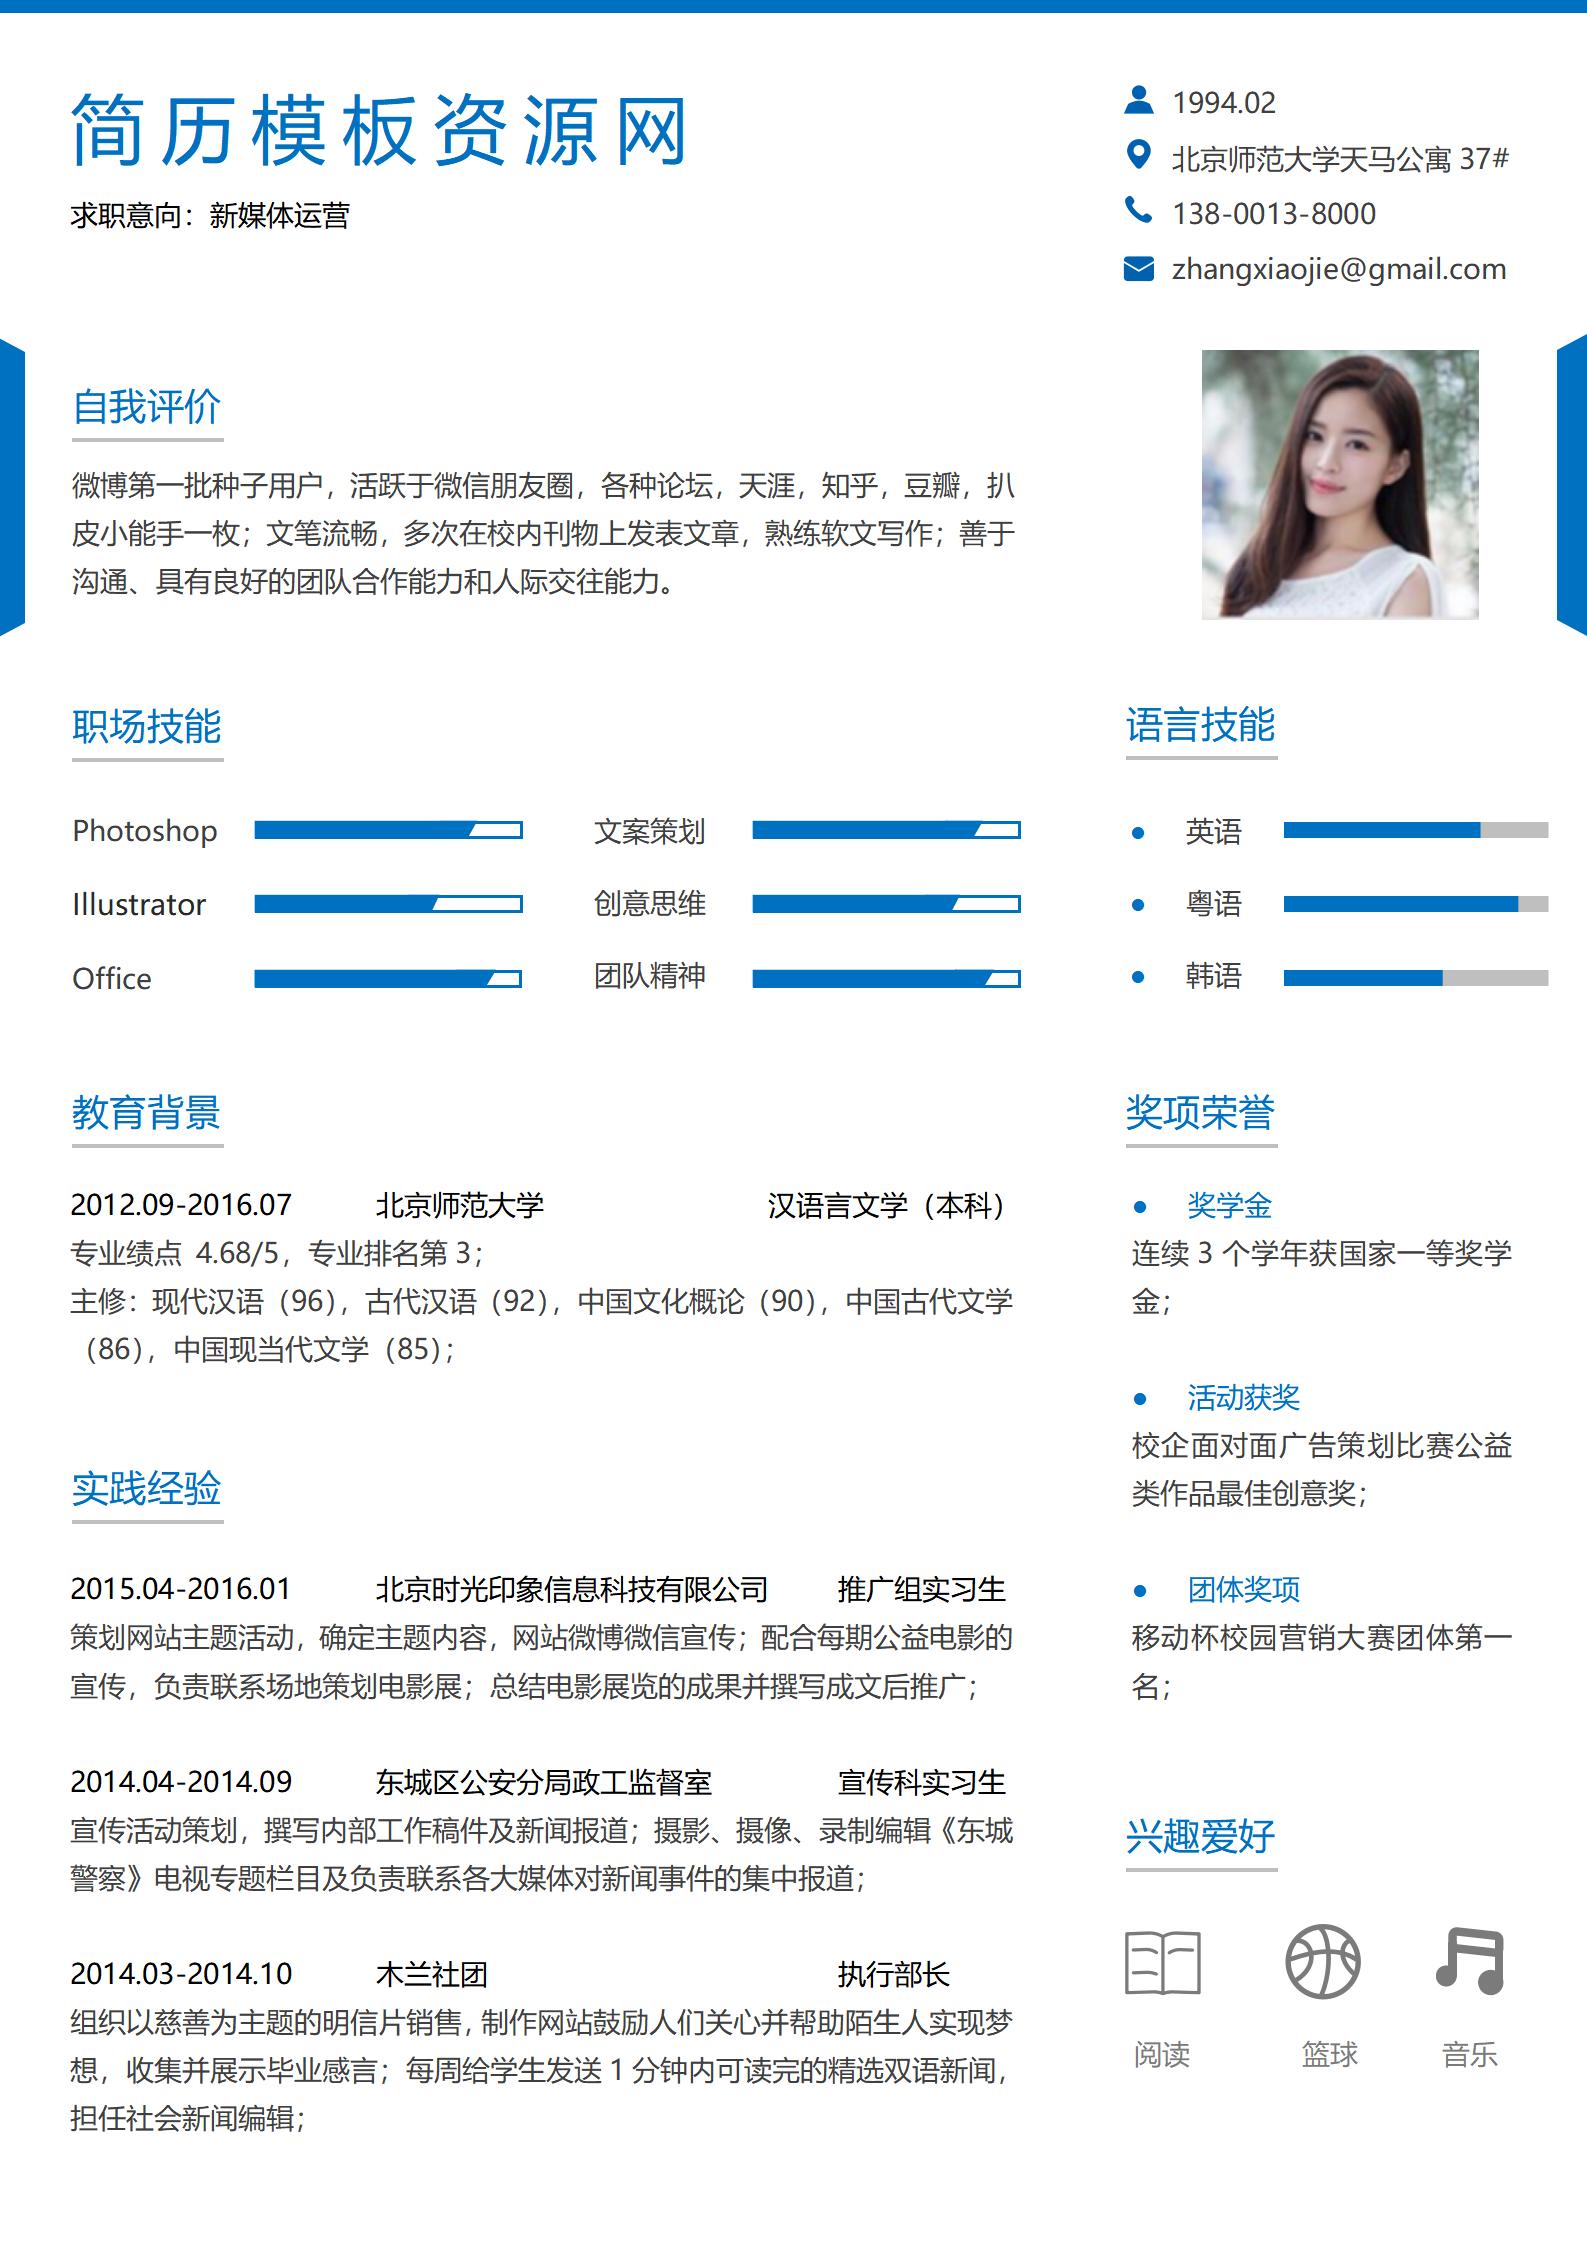 简历模板资源网
求职意向：新媒体运营
1994.02
北京师范大学天马公寓 37#
138-0013-8000
zhangxiaojie@gmail.com
自我评价
微博第一批种子用户，活跃于微信朋友圈，各种论坛，天涯，知乎，豆瓣，扒
皮小能手一枚；文笔流畅，多次在校内刊物上发表文章，熟练软文写作；善于
沟通、具有良好的团队合作能力和人际交往能力。
职场技能
Photoshop 文案策划
Illustrator 创意思维
Office 团队精神
语言技能
• 英语
• 粤语
• 韩语
教育背景
2012.09-2016.07 北京师范大学 汉语言文学（本科）
专业绩点 4.68/5，专业排名第 3；
主修：现代汉语（96），古代汉语（92），中国文化概论（90），中国古代文学
（86），中国现当代文学（85）；
实践经验
2015.04-2016.01 北京时光印象信息科技有限公司 推广组实习生
策划网站主题活动，确定主题内容，网站微博微信宣传；配合每期公益电影的
宣传，负责联系场地策划电影展；总结电影展览的成果并撰写成文后推广；
2014.04-2014.09 东城区公安分局政工监督室 宣传科实习生
宣传活动策划，撰写内部工作稿件及新闻报道；摄影、摄像、录制编辑《东城
警察》电视专题栏目及负责联系各大媒体对新闻事件的集中报道；
2014.03-2014.10 木兰社团 执行部长
组织以慈善为主题的明信片销售，制作网站鼓励人们关心并帮助陌生人实现梦
想，收集并展示毕业感言；每周给学生发送 1 分钟内可读完的精选双语新闻，
担任社会新闻编辑；
奖项荣誉
• 奖学金
连续 3 个学年获国家一等奖学
金；
• 活动获奖
校企面对面广告策划比赛公益
类作品最佳创意奖；
• 团体奖项
移动杯校园营销大赛团体第一
名；
兴趣爱好
阅读 篮球 音乐